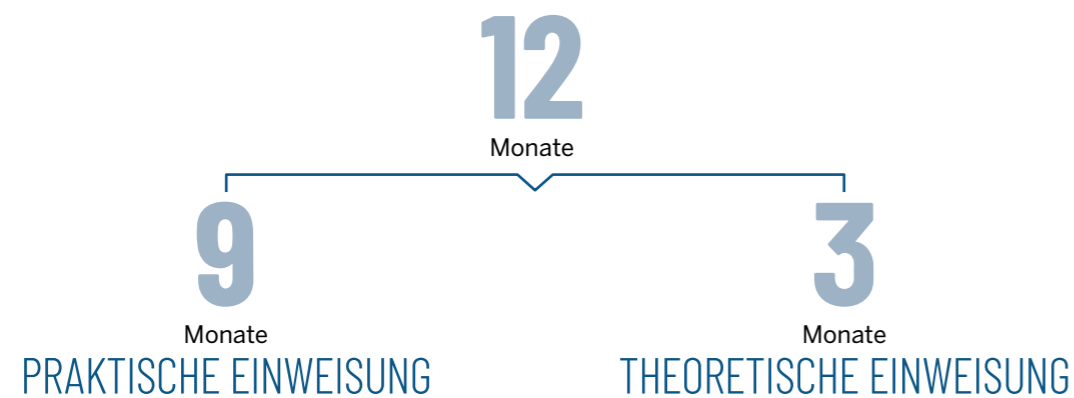 12
Monate
9
Monate
PRAKTISCHE EINWEISUNG
3
Monate
THEORETISCHE EINWEISUNG